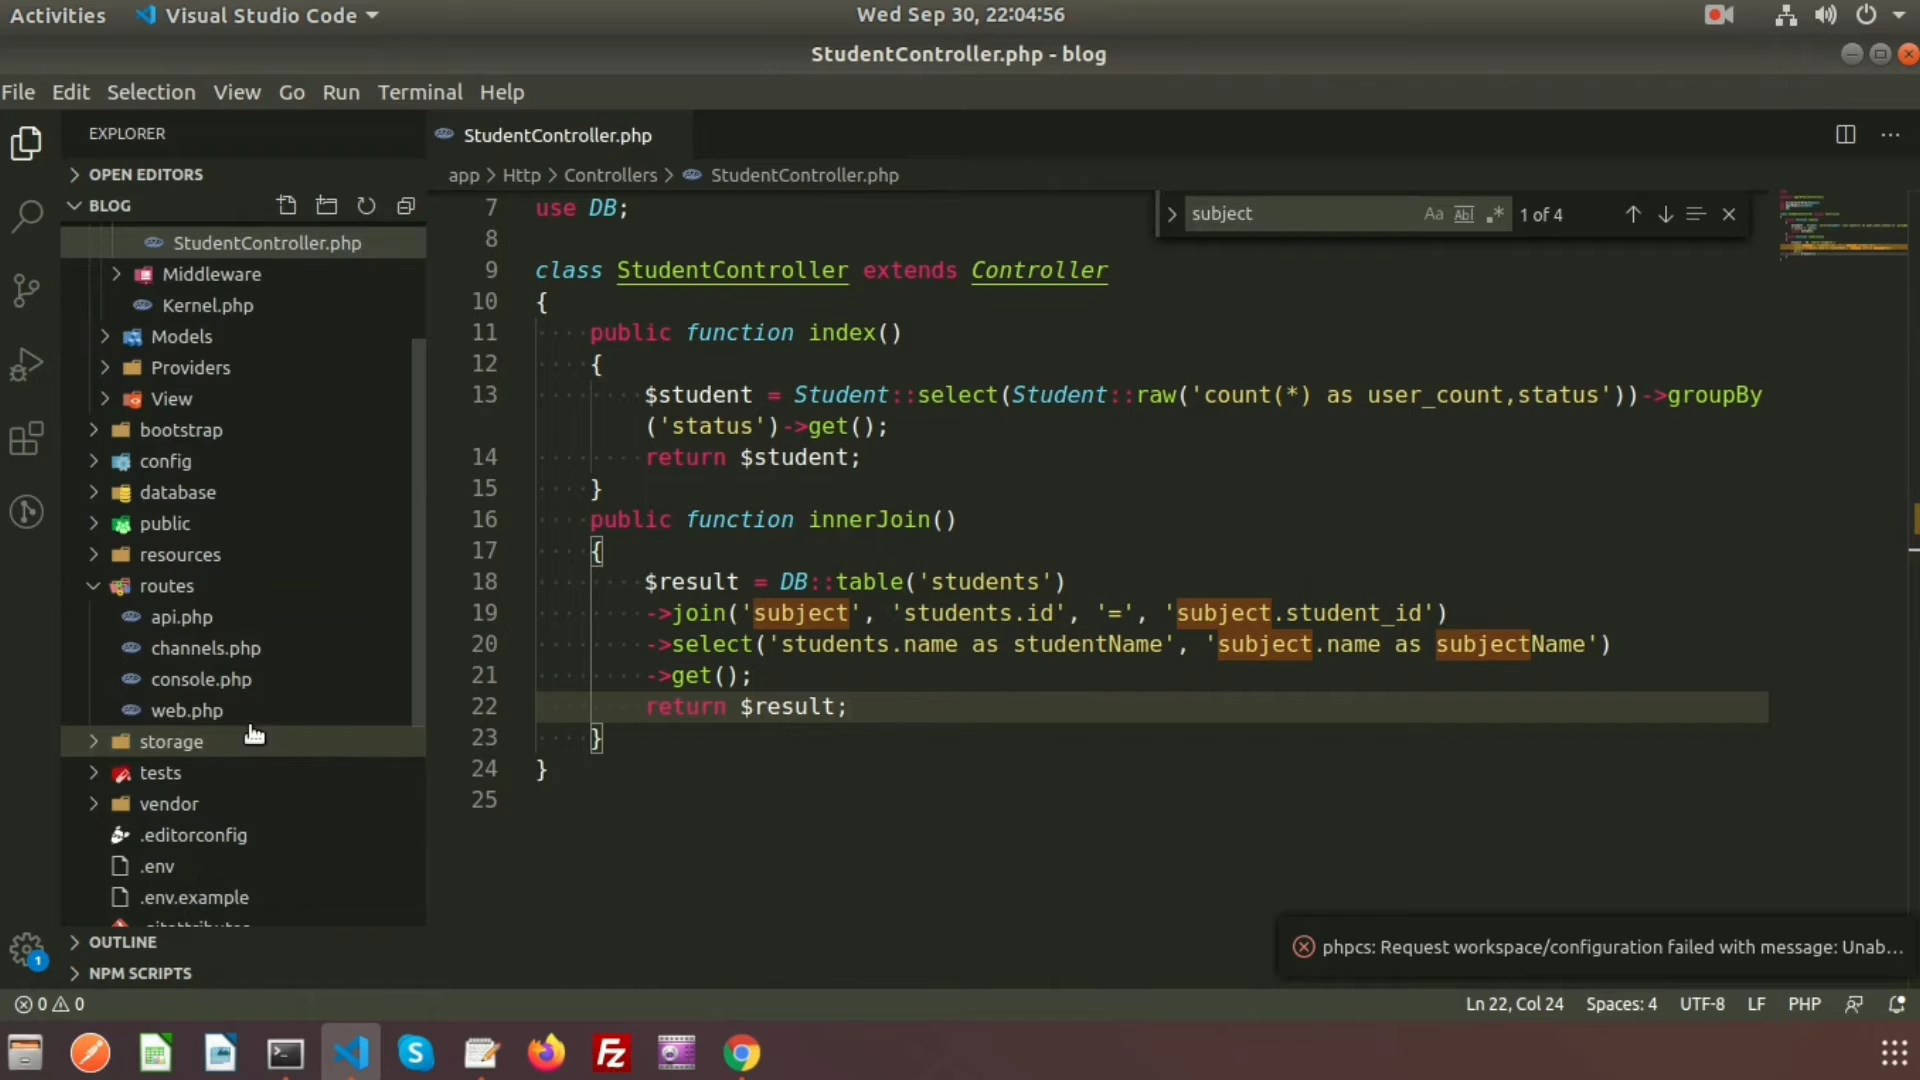 Activities Visual Studio Code Wed Sep 30, 22:04:56
StudentController.php - blog
File Edit Selection View Go Run Terminal Help
EXPLORER
OPEN EDITORS
BLOG
StudentController.php
Middleware
Kernel.php
Models
Providers
View
bootstrap
config
database
public
resources
routes
api.php
channels.php
console.php
web.php
storage
tests
vendor
.editorconfig
.env
.env.example
OUTLINE
NPM SCRIPTS
StudentController.php
app > Http > Controllers > StudentController.php
subject Aa Abl .* 1 of 4
7 use DB;
8
9 class StudentController extends Controller
10 {
11 public function index()
12 {
13 $student = Student::select(Student::raw('count(*) as user_count,status'))->groupBy
('status')->get();
14 return $student;
15 }
16 public function innerJoin()
17 {
18 $result = DB::table('students')
19 ->join('subject', 'students.id', '=', 'subject.student_id')
20 ->select('students.name as studentName', 'subject.name as subjectName')
21 ->get();
22 return $result;
23 }
24 }
25
phpcs: Request workspace/configuration failed with message: Unab...
1
0 0 Ln 22, Col 24 Spaces: 4 UTF-8 LF PHP